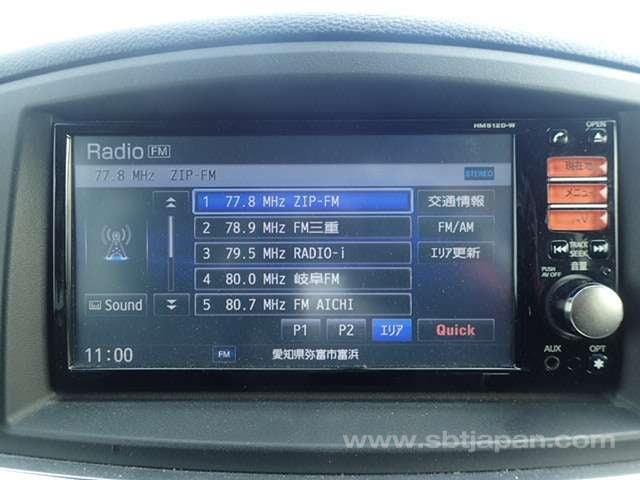 HM512D-W
OPEN
Radio FM
77.8 MHz ZIP-FM
STEREO
現在地
1 77.8 MHz ZIP-FM
交通情報
メニュー
2 78.9 MHz FM三重
FM/AM
AV
3 79.5 MHz RADIO-i
エリア更新
TRACK
SEEK
4 80.0 MHz 岐阜FM
音量
PUSH
AV OFF
Sound
5 80.7 MHz FM AICHI
P1
P2
エリア
Quick
11:00
FM
愛知県弥富市富浜
AUX
OPT
www.sbtjapan.com